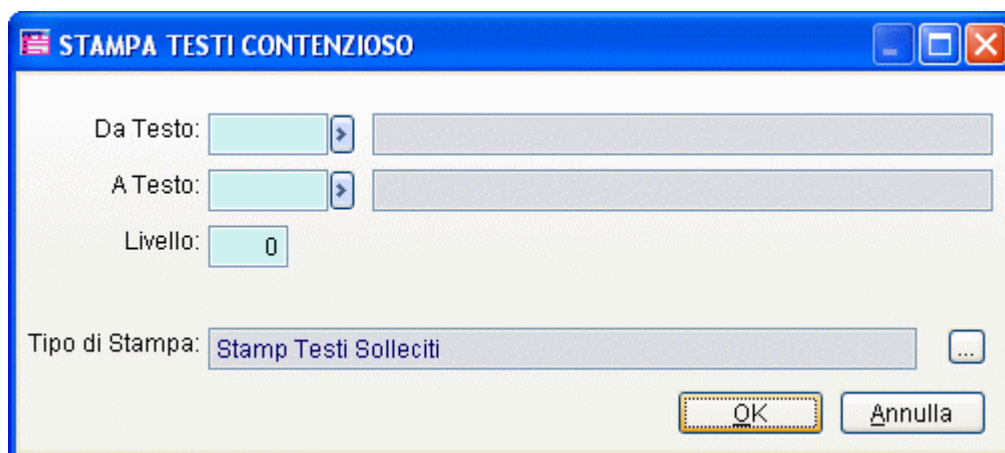 STAMPA TESTI CONTENZIOSO
Da Testo:
A Testo:
Livello: 0
Tipo di Stampa: Stamp Testi Solleciti ...
OK Annulla